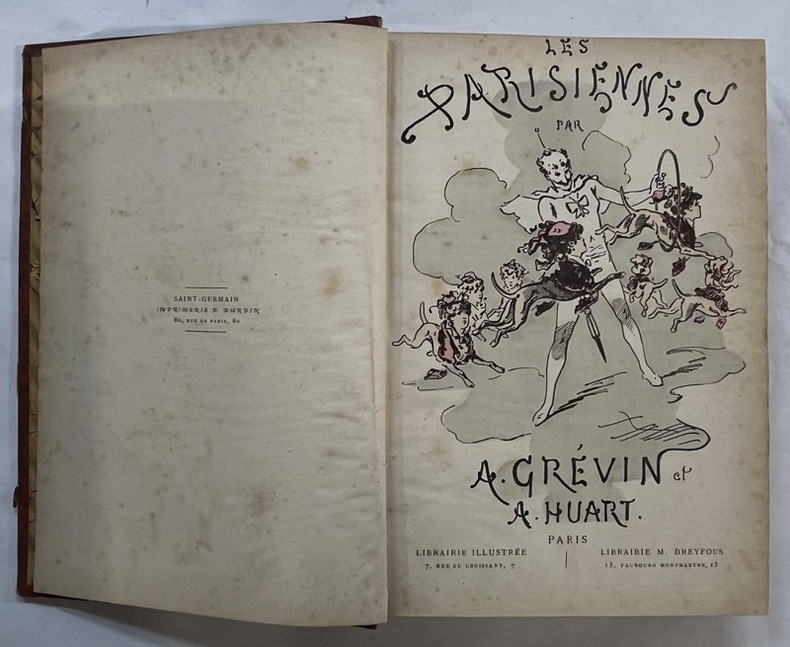 SAINT-GERMAIN
IMPRIMERIE D. BARDIN
80, RUE DE PARIS, 80
LES
PARISIENNES
PAR
A. GRÉVIN et
A. HUART.
PARIS
LIBRAIRIE ILLUSTRÉE
7, RUE DU CROISSANT, 7
LIBRAIRIE M. DREYFOUS
13, FAUBOURG MONTMARTRE, 13